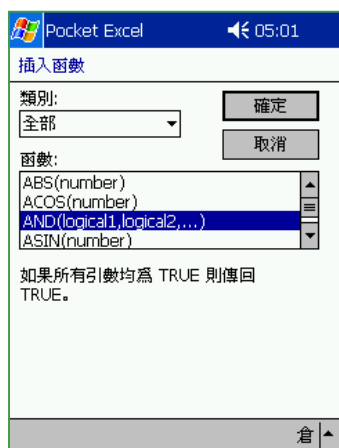 Pocket Excel 05:01
插入函數
類別:
全部
確定
取消
函數:
ABS(number)
ACOS(number)
AND(logical1,logical2,...)
ASIN(number)
如果所有引數均為 TRUE 則傳回
TRUE。
倉